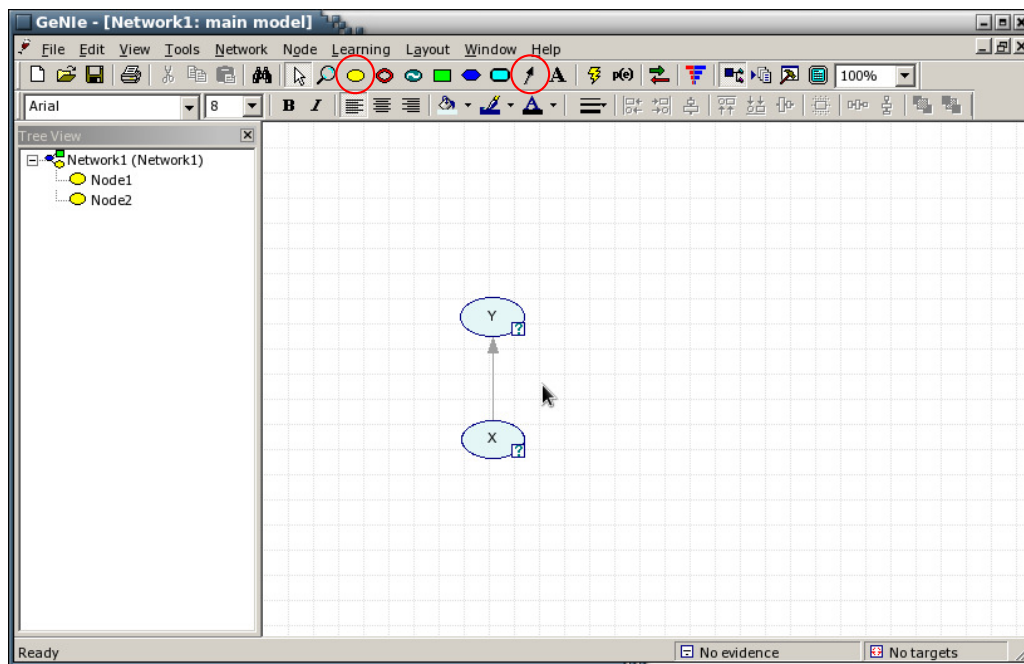 GeNIe - [Network1: main model]
File Edit View Tools Network Node Learning Layout Window Help
A p(e) 100%
Arial 8 B I A
Tree View
Network1 (Network1)
Node1
Node2
Y
?
X
?
Ready No evidence No targets